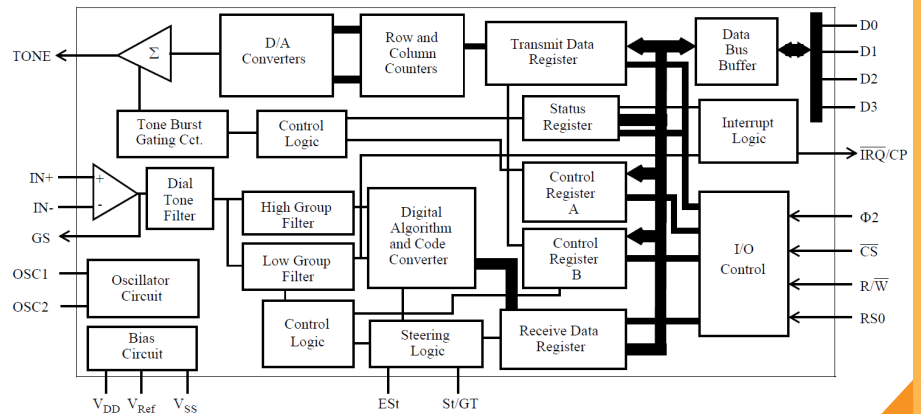 TONE
Σ
D/A
Converters
Row and
Column
Counters
Transmit Data
Register
Data
Bus
Buffer
D0
D1
D2
D3
Tone Burst
Gating Cct.
Control
Logic
Status
Register
Interrupt
Logic
I̅R̅Q̅/CP
IN+
IN-
GS
+
-
Dial
Tone
Filter
High Group
Filter
Low Group
Filter
Digital
Algorithm
and Code
Converter
Control
Register
A
Control
Register
B
I/O
Control
Φ2
C̅S̅
R/W̅
RS0
OSC1
OSC2
Oscillator
Circuit
Bias
Circuit
Control
Logic
Steering
Logic
Receive Data
Register
VDD VRef VSS
ESt St/GT